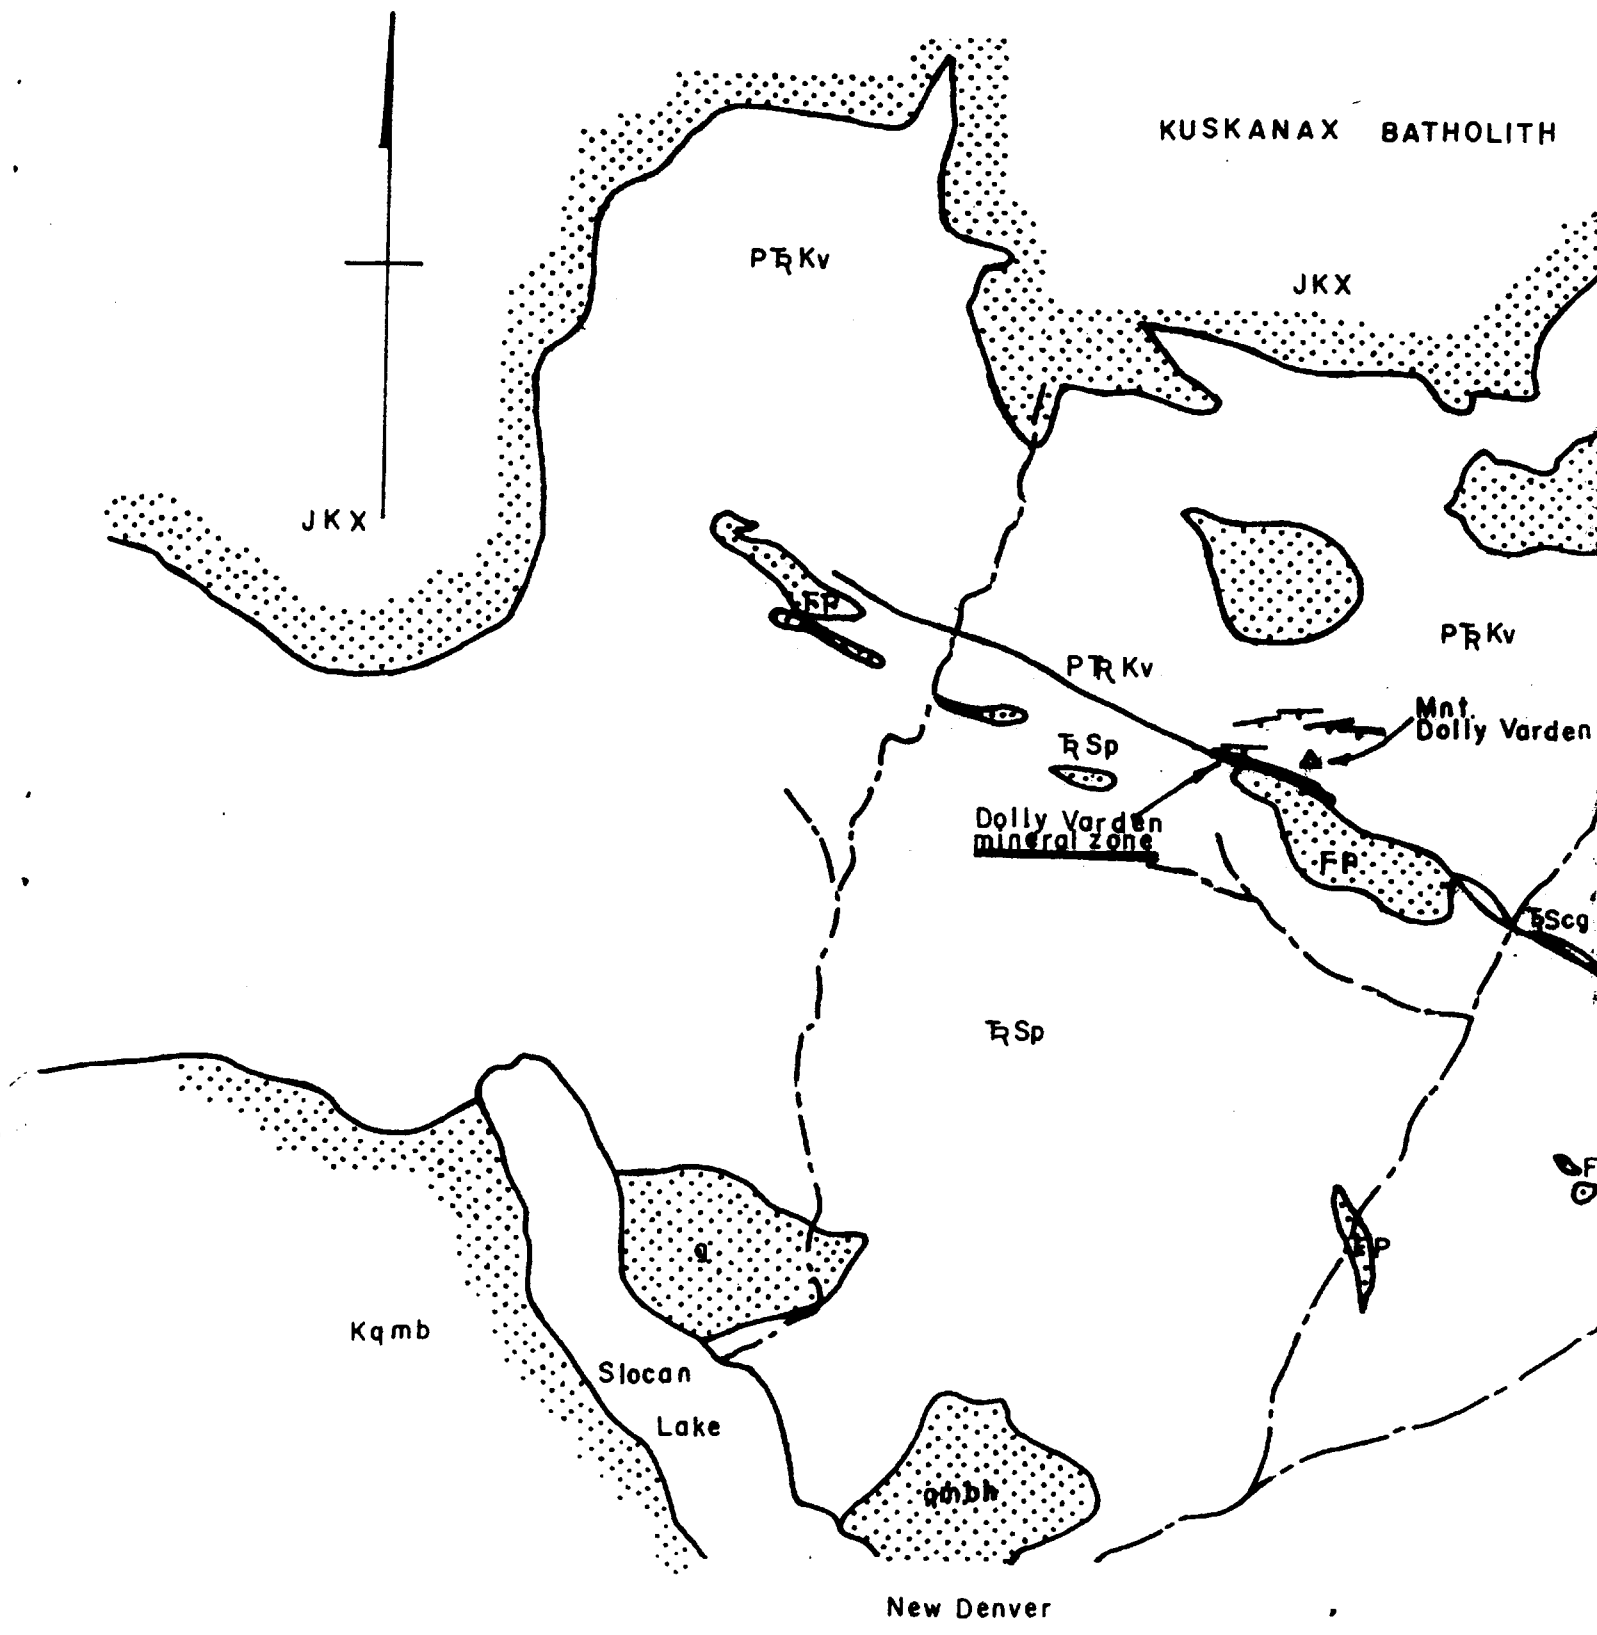 KUSKANAX BATHOLITH
PTRKv
JKX
JKX
FP
PTRKv
PTRKv
Mnt.
Dolly Varden
TRSp
Dolly Varden
mineral zone
FP
TRScg
TRSp
F
FP
g
Kqmb
Slocan
Lake
qmbh
New Denver